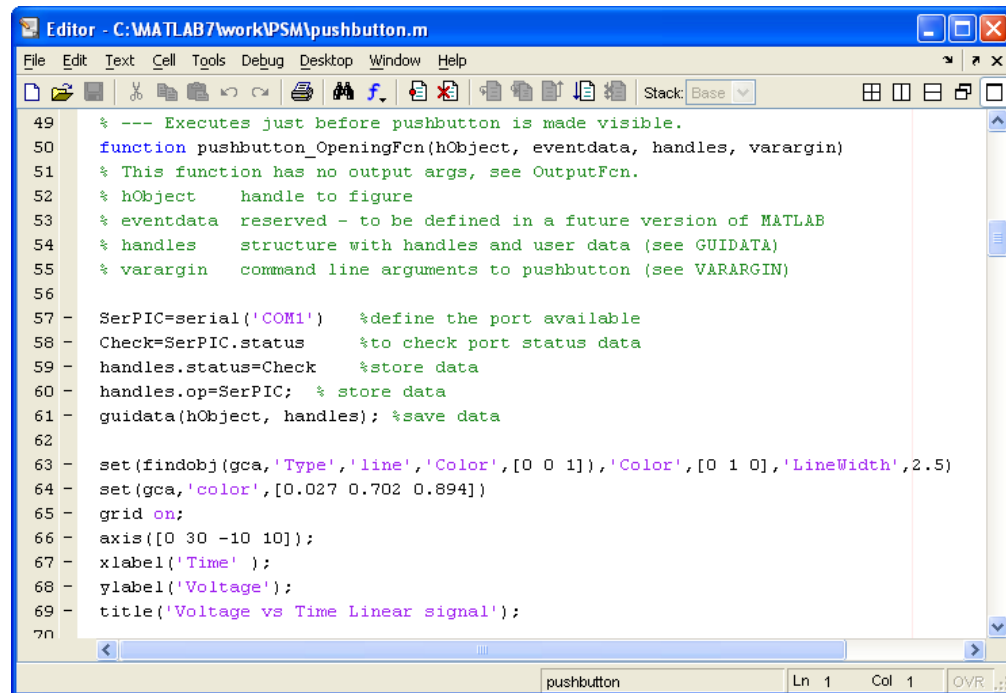 Editor - C:\MATLAB7\work\PSM\pushbutton.m
File Edit Text Cell Tools Debug Desktop Window Help
Stack: Base
49 % --- Executes just before pushbutton is made visible.
50 function pushbutton_OpeningFcn(hObject, eventdata, handles, varargin)
51 % This function has no output args, see OutputFcn.
52 % hObject    handle to figure
53 % eventdata  reserved - to be defined in a future version of MATLAB
54 % handles    structure with handles and user data (see GUIDATA)
55 % varargin   command line arguments to pushbutton (see VARARGIN)
56
57 - SerPIC=serial('COM1')   %define the port available
58 - Check=SerPIC.status     %to check port status data
59 - handles.status=Check    %store data
60 - handles.op=SerPIC;  % store data
61 - guidata(hObject, handles); %save data
62
63 - set(findobj(gca,'Type','line','Color',[0 0 1]),'Color',[0 1 0],'LineWidth',2.5)
64 - set(gca,'color',[0.027 0.702 0.894])
65 - grid on;
66 - axis([0 30 -10 10]);
67 - xlabel('Time' );
68 - ylabel('Voltage');
69 - title('Voltage vs Time Linear signal');
70
pushbutton Ln 1 Col 1 OVR